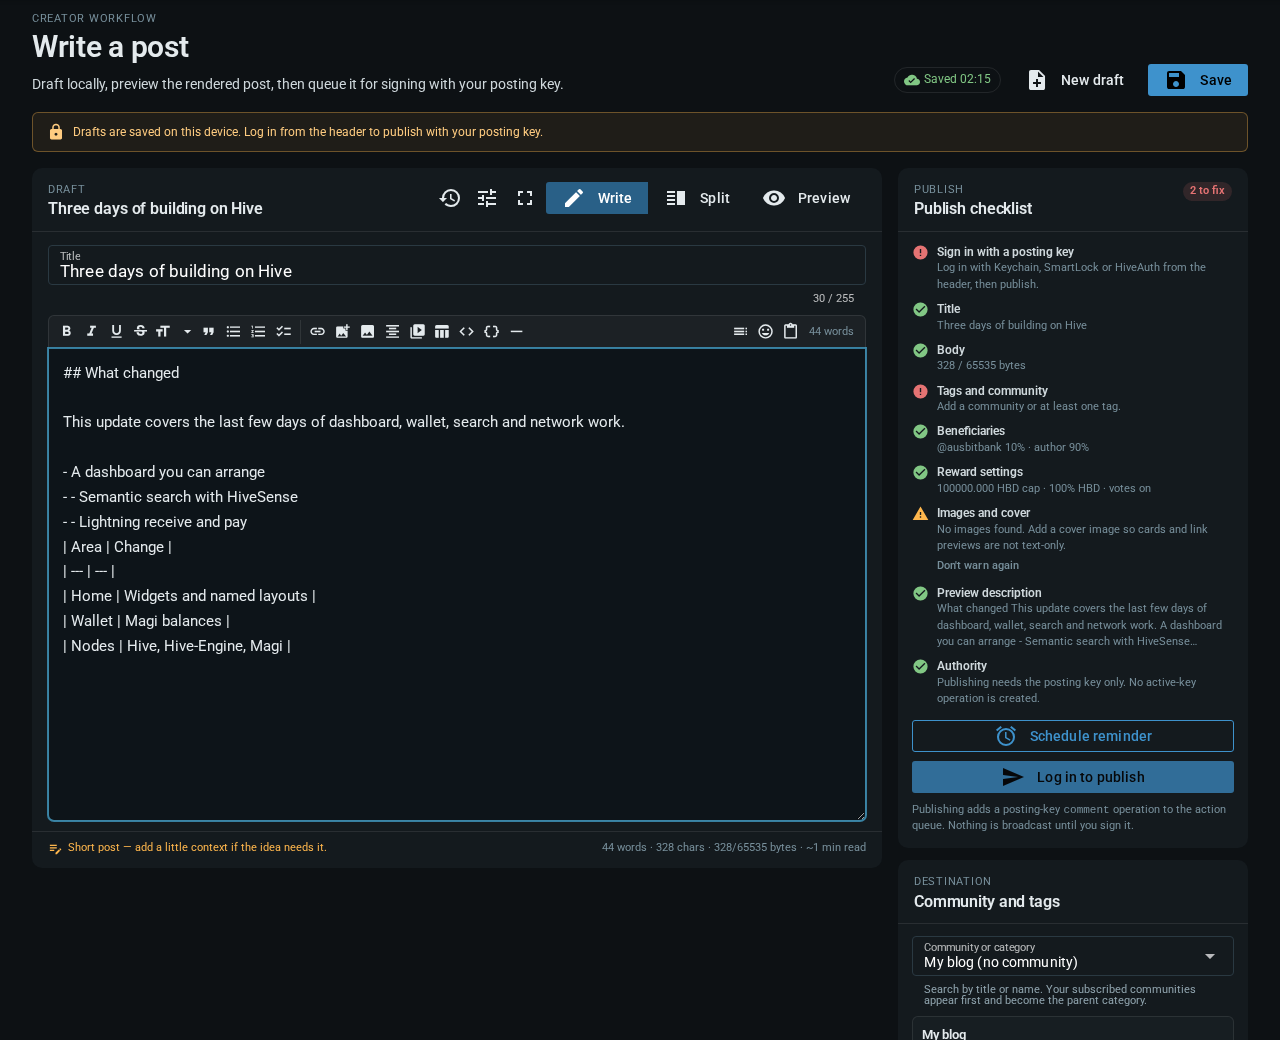 CREATOR WORKFLOW
Write a post
Draft locally, preview the rendered post, then queue it for signing with your posting key.
Saved 02:15
New draft
Save
Drafts are saved on this device. Log in from the header to publish with your posting key.
DRAFT
Three days of building on Hive
Write
Split
Preview
Title
Three days of building on Hive
30 / 255
44 words
## What changed
This update covers the last few days of dashboard, wallet, search and network work.
- A dashboard you can arrange
- - Semantic search with HiveSense
- - Lightning receive and pay
| Area | Change |
| --- | --- |
| Home | Widgets and named layouts |
| Wallet | Magi balances |
| Nodes | Hive, Hive-Engine, Magi |
Short post — add a little context if the idea needs it.
44 words · 328 chars · 328/65535 bytes · ~1 min read
PUBLISH
Publish checklist
2 to fix
Sign in with a posting key
Log in with Keychain, SmartLock or HiveAuth from the
header, then publish.
Title
Three days of building on Hive
Body
328 / 65535 bytes
Tags and community
Add a community or at least one tag.
Beneficiaries
@ausbitbank 10% · author 90%
Reward settings
100000.000 HBD cap · 100% HBD · votes on
Images and cover
No images found. Add a cover image so cards and link
previews are not text-only.
Don't warn again
Preview description
What changed This update covers the last few days of
dashboard, wallet, search and network work. A dashboard
you can arrange - Semantic search with HiveSense…
Authority
Publishing needs the posting key only. No active-key
operation is created.
Schedule reminder
Log in to publish
Publishing adds a posting-key comment operation to the action
queue. Nothing is broadcast until you sign it.
DESTINATION
Community and tags
Community or category
My blog (no community)
Search by title or name. Your subscribed communities
appear first and become the parent category.
My blog